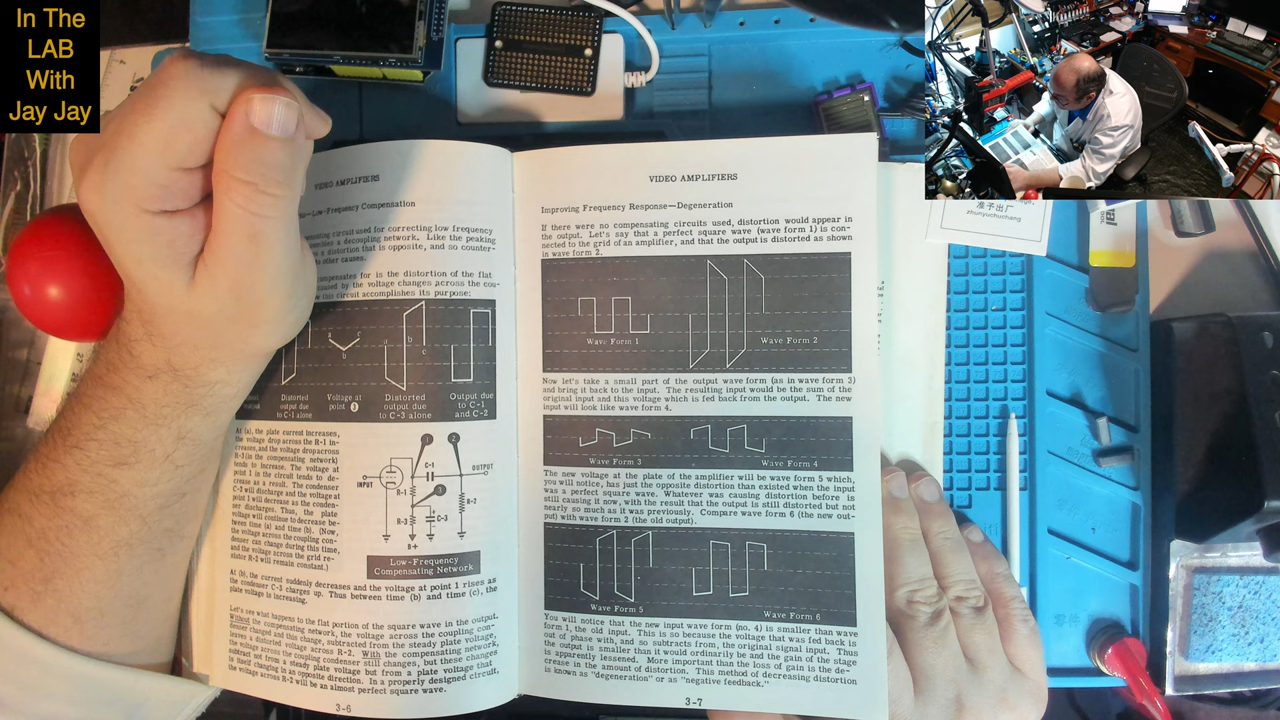 In The
LAB
With
Jay Jay
VIDEO AMPLIFIERS
Low-Frequency Compensation
circuit used for correcting low frequency
a decoupling network. Like the peaking
a distortion that is opposite, and so counter-
other causes.
for is the distortion of the flat
caused by the voltage changes across the cou-
this circuit accomplishes its purpose:
a
b
c
a
b
c
Distorted
output due
to C-1 alone
Voltage at
point 3
Distorted
output due
to C-3 alone
Output due
to C-1
and C-2
At (a), the plate current increases,
the voltage drop across the R-1 in-
creases, and the voltage drop across
R-3 (in the compensating network)
tends to increase. The voltage at
point 1 in the circuit tends to de-
crease as a result. The condenser
C-3 will discharge and the voltage at
point 1 will decrease as the conden-
ser discharges. Thus, the plate
voltage will continue to decrease be-
tween time (a) and time (b). (Now,
the voltage across the coupling con-
denser can change during this time,
and the voltage across the grid re-
sistor R-2 will remain constant.)
1
2
C-1
OUTPUT
INPUT
R-1
3
R-2
R-3
C-3
B+
Low-Frequency
Compensating Network
At (b), the current suddenly decreases and the voltage at point 1 rises as
the condenser C-3 charges up. Thus between time (b) and time (c), the
plate voltage is increasing.
Let's see what happens to the flat portion of the square wave in the output.
Without the compensating network, the voltage across the coupling con-
denser changed and this change, subtracted from the steady plate voltage,
leaves a distorted voltage across R-2. With the compensating network,
the voltage across the coupling condenser still changes, but these changes
subtract not from a steady plate voltage but from a plate voltage that
is itself changing in an opposite direction. In a properly designed circuit,
the voltage across R-2 will be an almost perfect square wave.
3-6
VIDEO AMPLIFIERS
Improving Frequency Response—Degeneration
If there were no compensating circuits used, distortion would appear in
the output. Let's say that a perfect square wave (wave form 1) is con-
nected to the grid of an amplifier, and that the output is distorted as shown
in wave form 2.
Wave Form 1
Wave Form 2
Now let's take a small part of the output wave form (as in wave form 3)
and bring it back to the input. The resulting input would be the sum of the
original input and this voltage which is fed back from the output. The new
input will look like wave form 4.
Wave Form 3
Wave Form 4
The new voltage at the plate of the amplifier will be wave form 5 which,
you will notice, has just the opposite distortion than existed when the input
was a perfect square wave. Whatever was causing distortion before is
still causing it now, with the result that the output is still distorted but not
nearly so much as it was previously. Compare wave form 6 (the new out-
put) with wave form 2 (the old output).
Wave Form 5
Wave Form 6
You will notice that the new input wave form (no. 4) is smaller than wave
form 1, the old input. This is so because the voltage that was fed back is
out of phase with, and so subtracts from, the original signal input. Thus
the output is smaller than it would ordinarily be and the gain of the stage
is apparently lessened. More important than the loss of gain is the de-
crease in the amount of distortion. This method of decreasing distortion
is known as "degeneration" or as "negative feedback."
3-7
准予出厂
zhunyuchuchang
零件